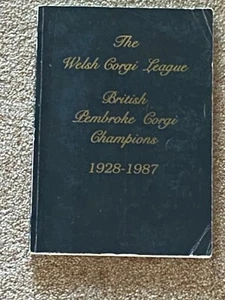 The
Welsh Corgi League
British
Pembroke Corgi
Champions
1928-1987